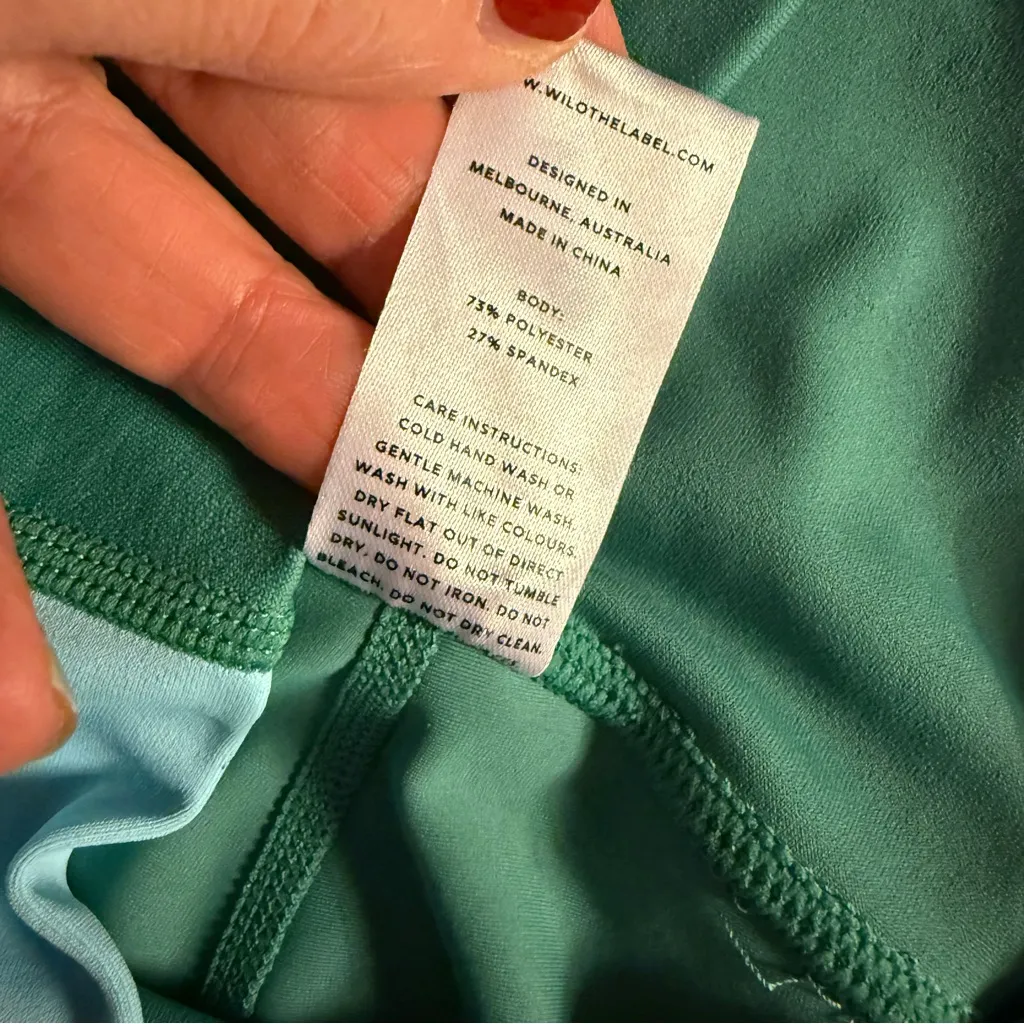 W.WILOTHELABEL.COM
DESIGNED IN
MELBOURNE, AUSTRALIA
MADE IN CHINA
BODY:
73% POLYESTER
27% SPANDEX
CARE INSTRUCTIONS:
COLD HAND WASH OR
GENTLE MACHINE WASH.
WASH WITH LIKE COLOURS.
DRY FLAT OUT OF DIRECT
SUNLIGHT. DO NOT TUMBLE
DRY. DO NOT IRON. DO NOT
BLEACH. DO NOT DRY CLEAN.